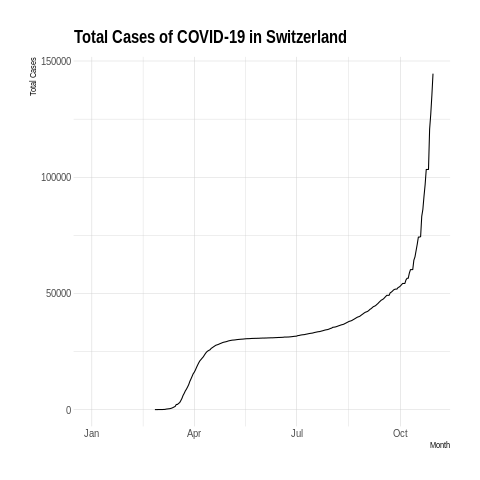 Total Cases of COVID-19 in Switzerland
Total Cases
150000
100000
50000
0
Jan Apr Jul Oct
Month